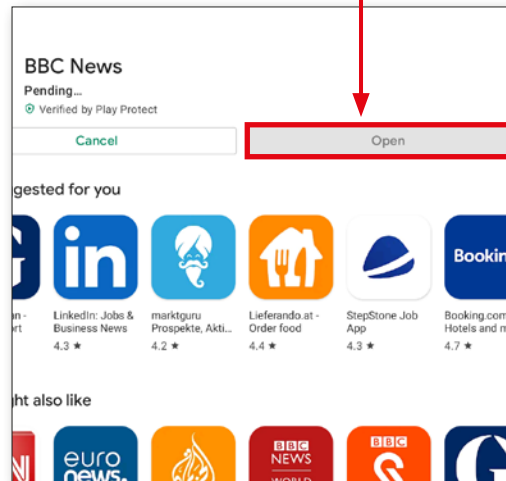 BBC News
Pending...
Verified by Play Protect
Cancel
Open
gested for you
in
Bookin
LinkedIn: Jobs &
Business News
4.3 ★
marktguru
Prospekte, Akti...
4.2 ★
Lieferando.at -
Order food
4.4 ★
StepStone Job
App
4.3 ★
Booking.com
Hotels and m
4.7 ★
ht also like
euro
news.
BBC
NEWS
BBC
S